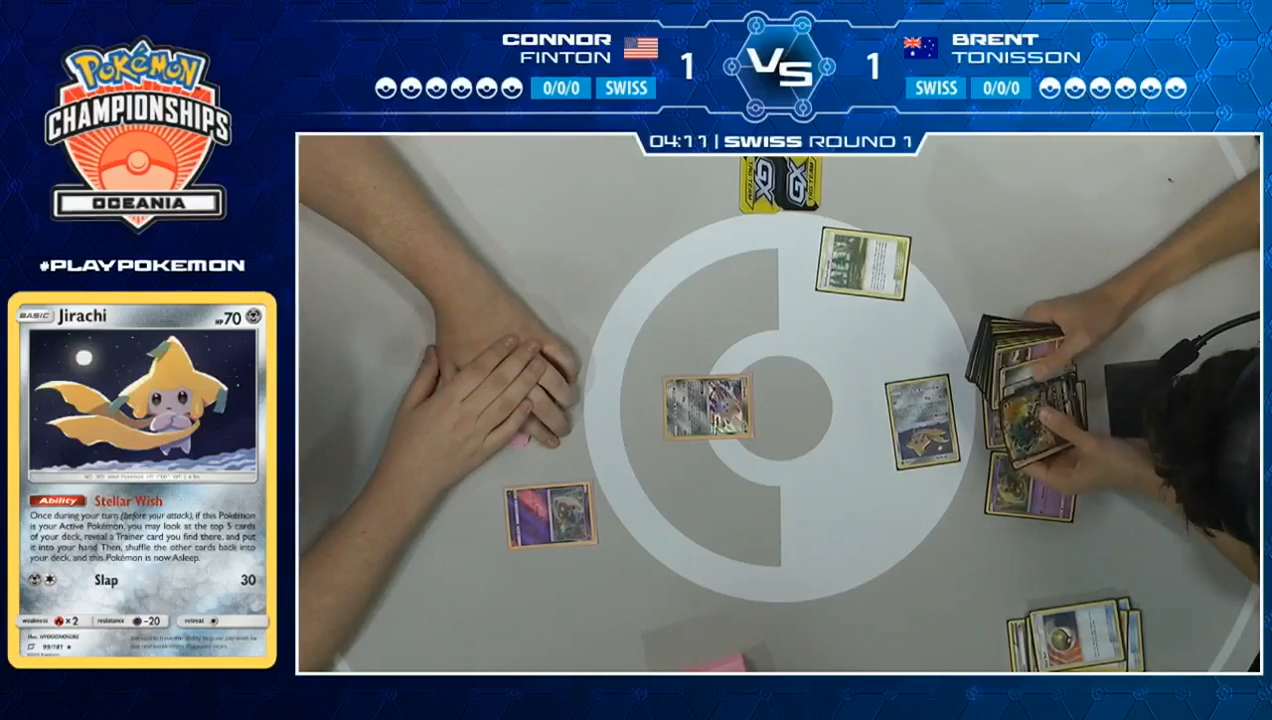 Pokémon
CHAMPIONSHIPS
OCEANIA
#PLAYPOKEMON
CONNOR
FINTON
1
0/0/0
SWISS
VS
1
BRENT
TONISSON
SWISS
0/0/0
04:11 | SWISS ROUND 1
BASIC
Jirachi
HP70
Ability
Stellar Wish
Once during your turn (before your attack), if this Pokémon
is your Active Pokémon, you may look at the top 5 cards
of your deck, reveal a Trainer card you find there, and put
it into your hand. Then, shuffle the other cards back into
your deck, and this Pokémon is now Asleep.
Slap
30
weakness ×2
resistance -20
retreat
99/181
TAG TEAM
GX
GX